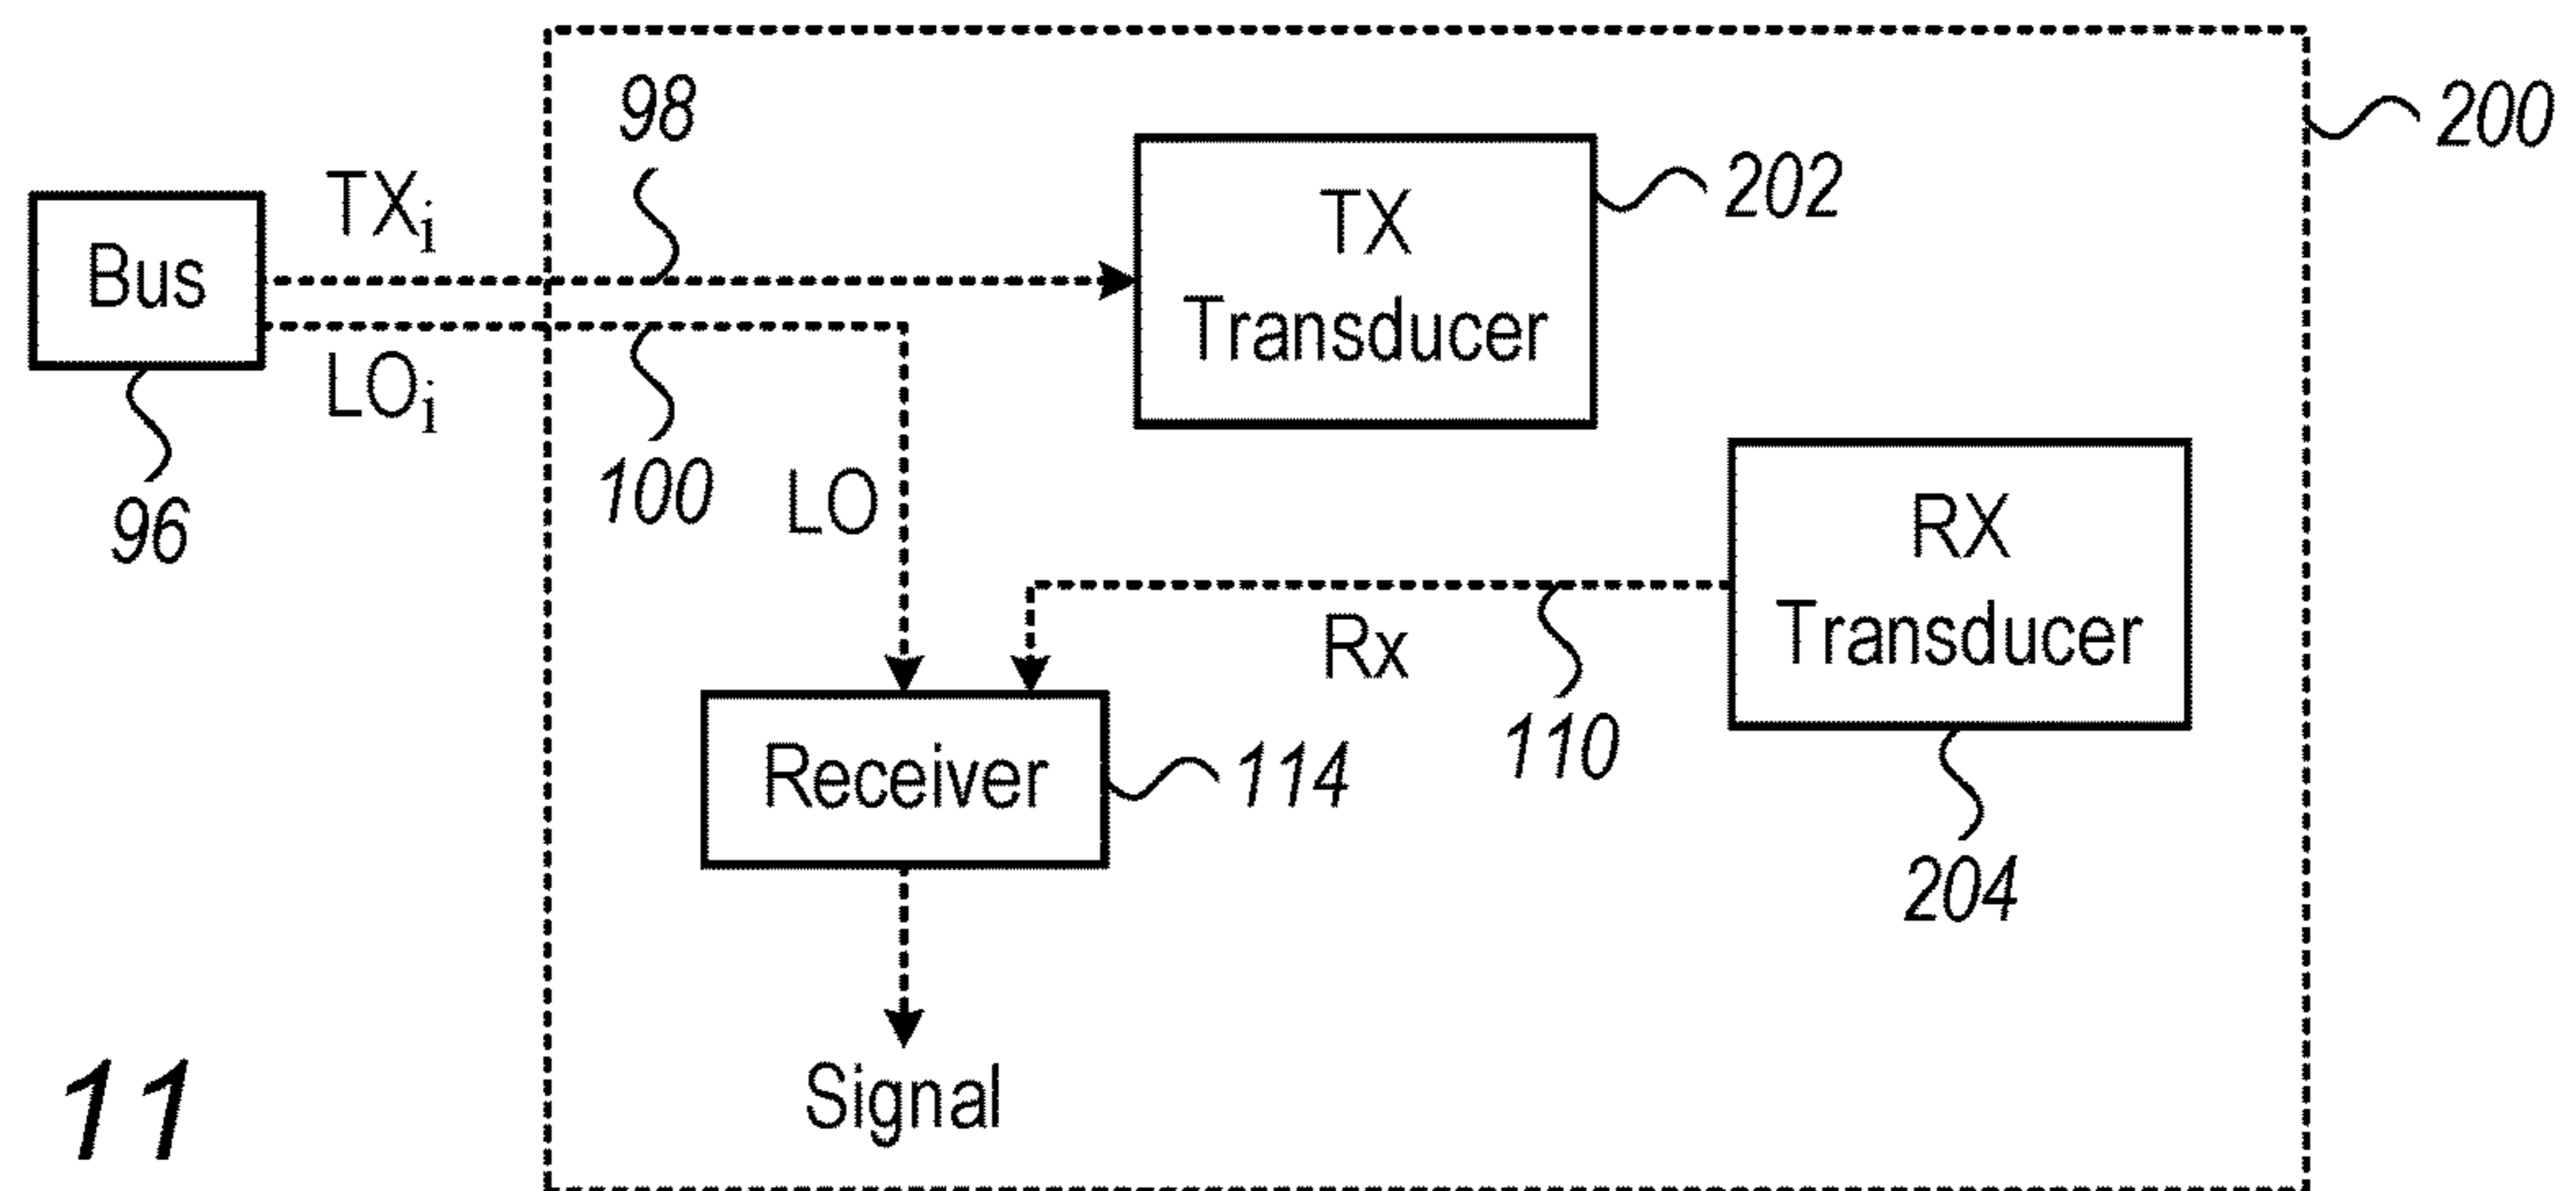 200
98
TXi
Bus
TX
Transducer
202
LOi
96
100
LO
RX
Transducer
Rx
110
Receiver
114
204
Signal
11